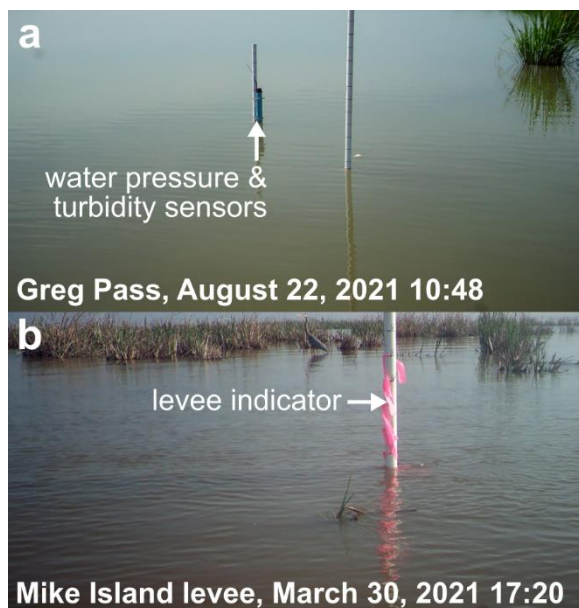 a
water pressure &
turbidity sensors
Greg Pass, August 22, 2021 10:48
b
levee indicator
Mike Island levee, March 30, 2021 17:20